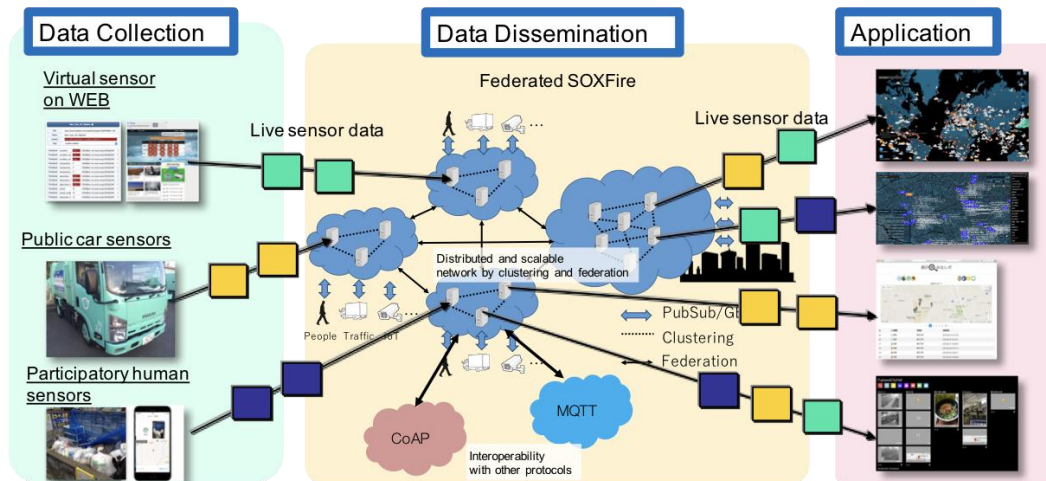 Data Collection
Data Dissemination
Application
Virtual sensor
on WEB
Federated SOXFire
Live sensor data
Live sensor data
...
Public car sensors
Distributed and scalable
network by clustering and federation
...
People Traffic IoT
PubSub/
Clustering
Federation
...
Participatory human
sensors
CoAP
MQTT
Interoperability
with other protocols